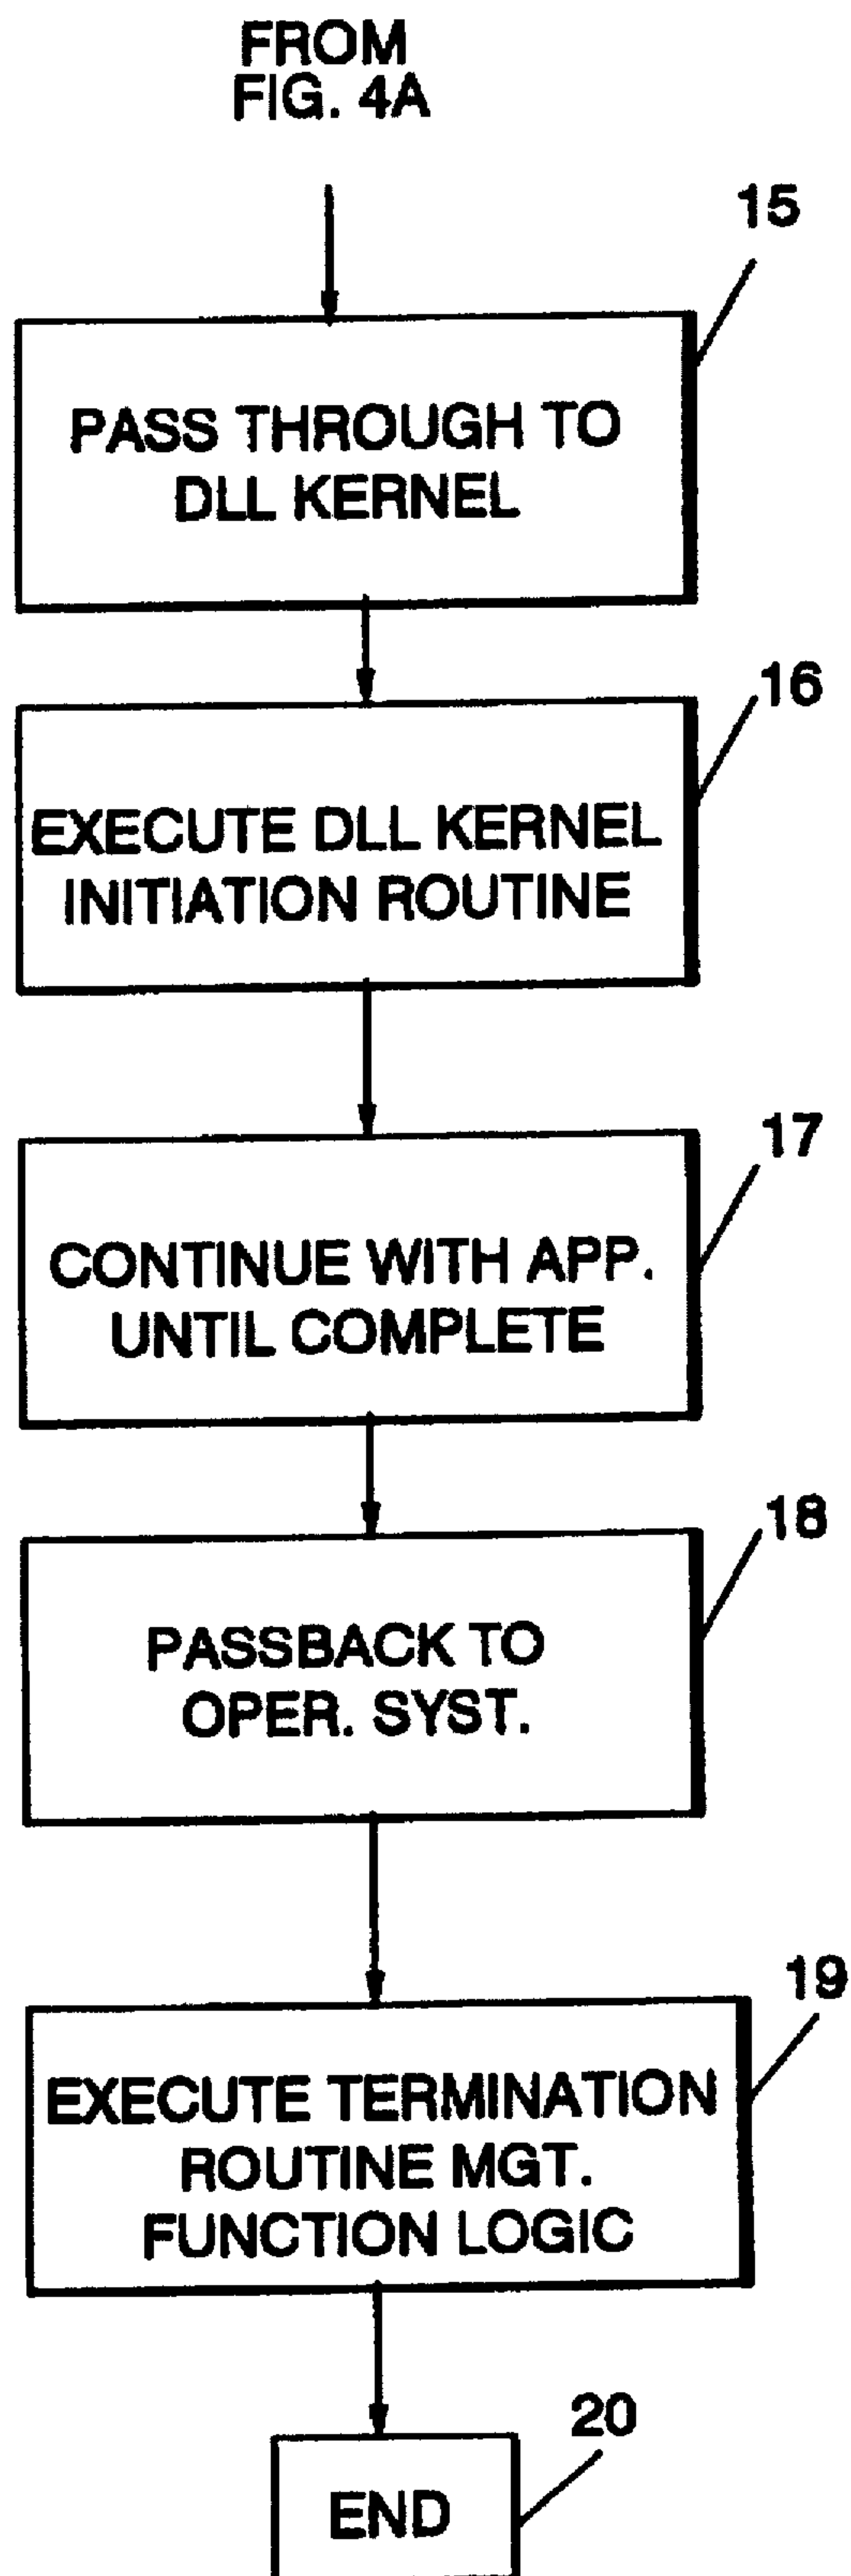 FROM
FIG. 4A
15
PASS THROUGH TO
DLL KERNEL
16
EXECUTE DLL KERNEL
INITIATION ROUTINE
17
CONTINUE WITH APP.
UNTIL COMPLETE
18
PASSBACK TO
OPER. SYST.
19
EXECUTE TERMINATION
ROUTINE MGT.
FUNCTION LOGIC
20
END